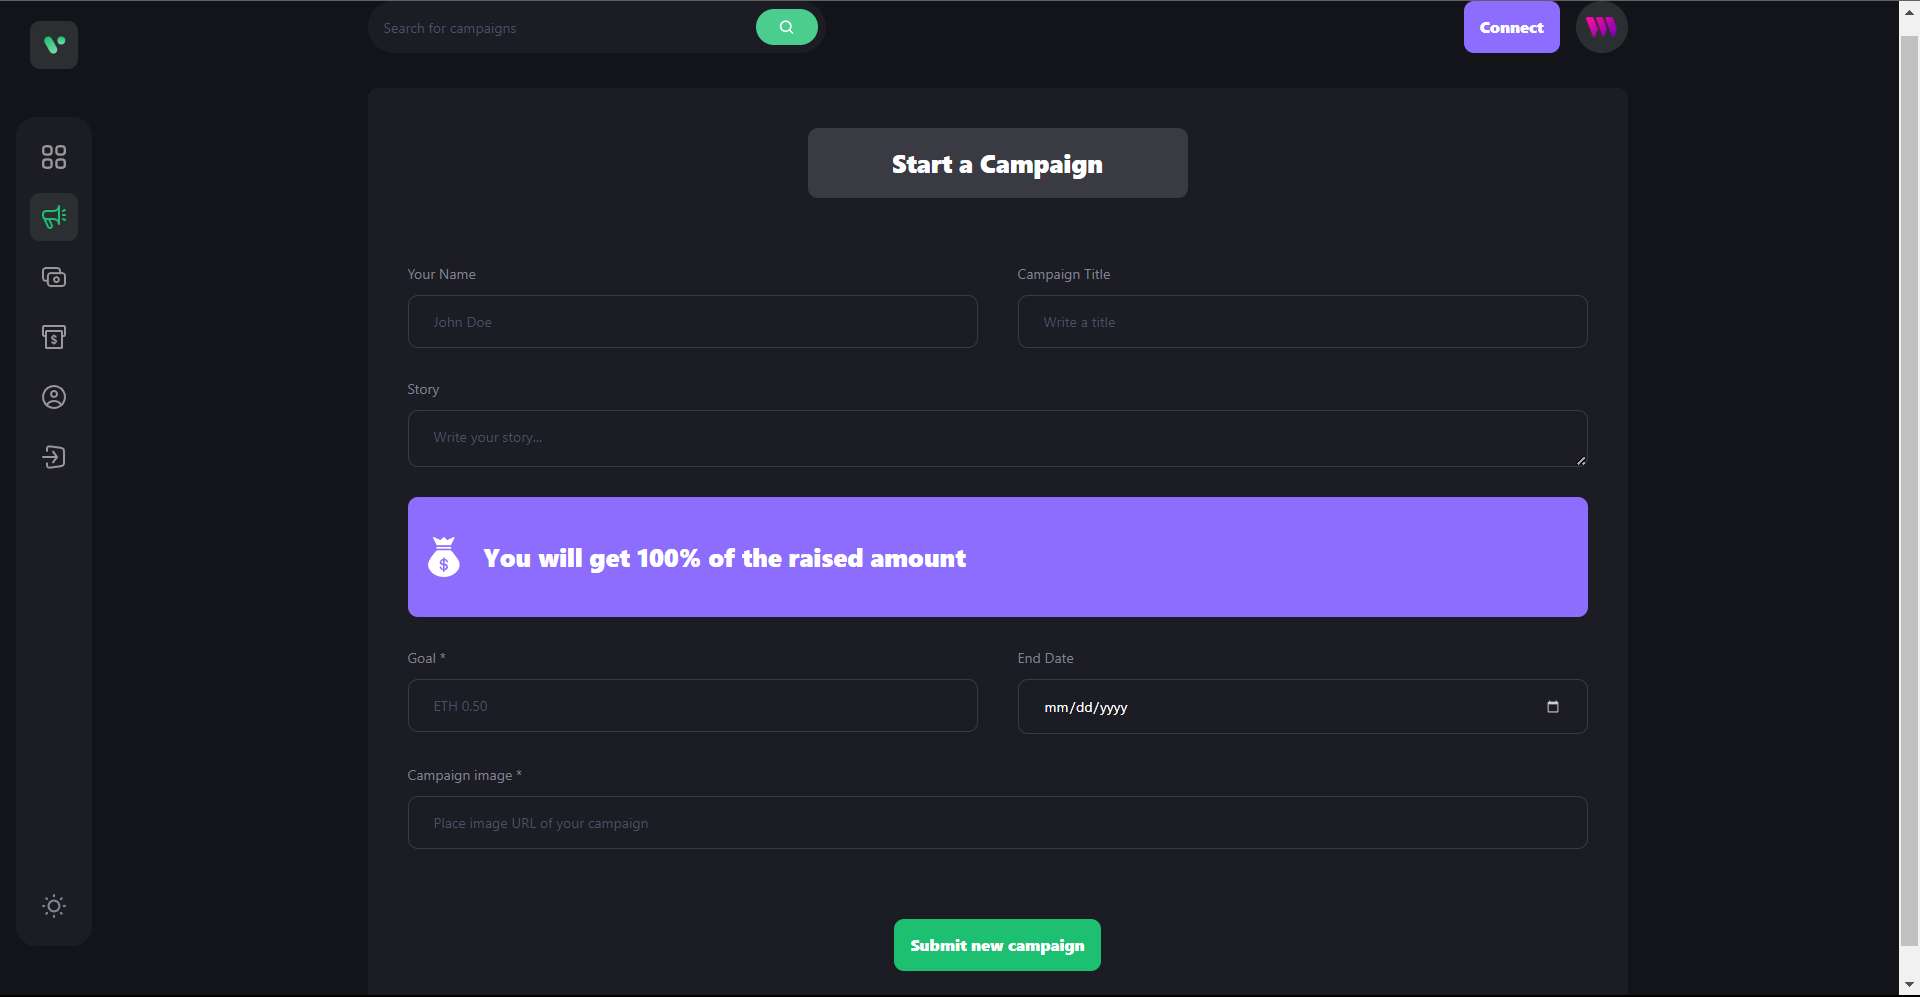 Search for campaigns
Connect
Start a Campaign
Your Name
Campaign Title
John Doe
Write a title
Story
Write your story...
$
You will get 100% of the raised amount
Goal *
End Date
ETH 0.50
mm/dd/yyyy
Campaign image *
Place image URL of your campaign
Submit new campaign